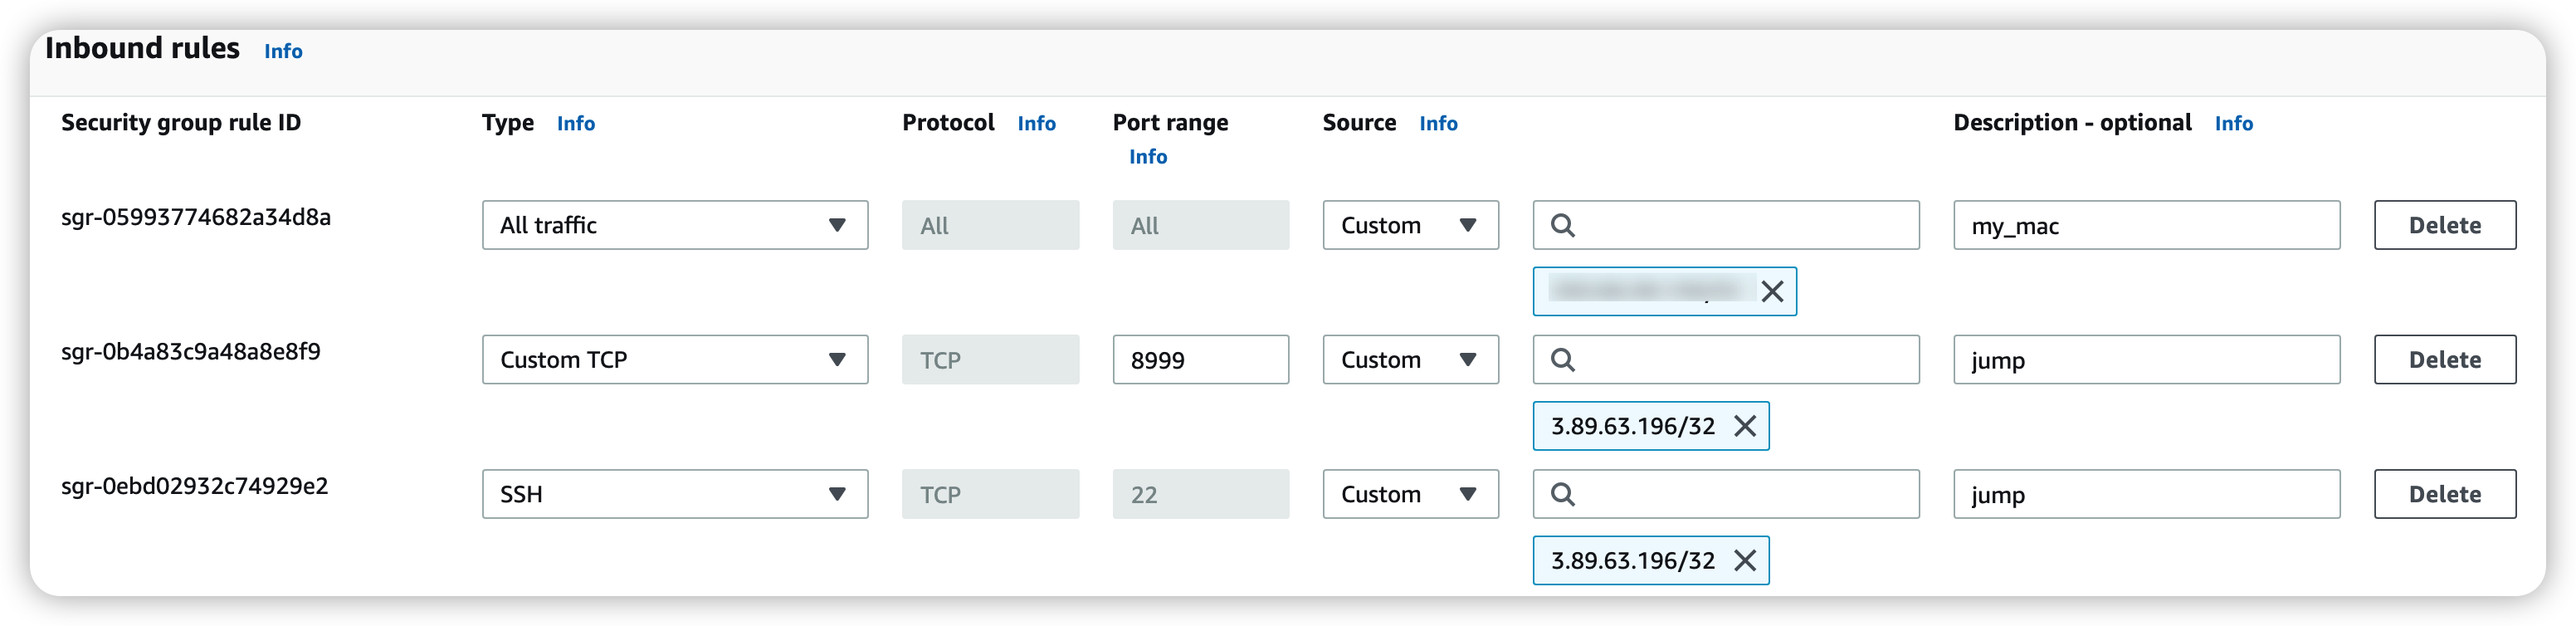 Inbound rules Info
Security group rule ID Type Info Protocol Info Port range Info Source Info Description - optional Info
sgr-05993774682a34d8a All traffic All All Custom my_mac Delete
sgr-0b4a83c9a48a8e8f9 Custom TCP TCP 8999 Custom jump Delete
3.89.63.196/32
sgr-0ebd02932c74929e2 SSH TCP 22 Custom jump Delete
3.89.63.196/32